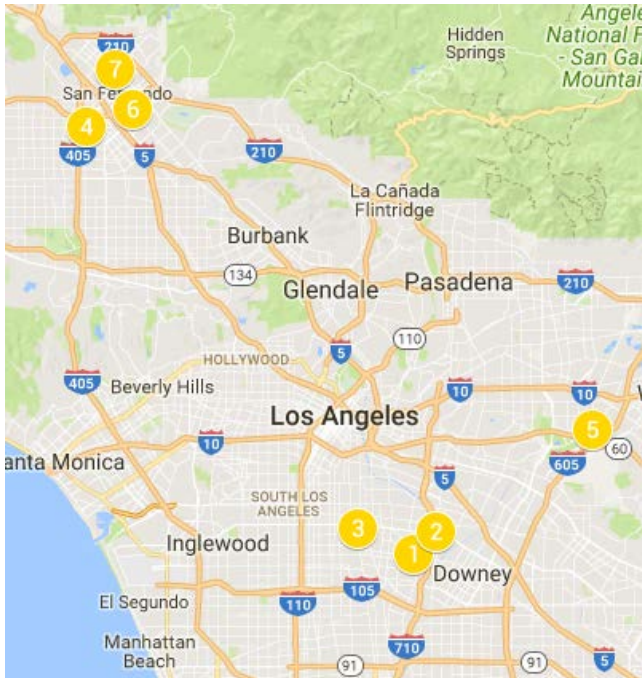 Angele
National F
- San Ga
Mountai
Hidden
Springs
210
7
San Fernando
6
4
405
5
210
La Cañada
Flintridge
Burbank
134
Glendale
Pasadena
210
110
5
HOLLYWOOD
405
Beverly Hills
10
10
Los Angeles
5
60
10
605
anta Monica
5
SOUTH LOS
ANGELES
3
2
1
Inglewood
Downey
105
El Segundo
110
710
Manhattan
Beach
91
91
5